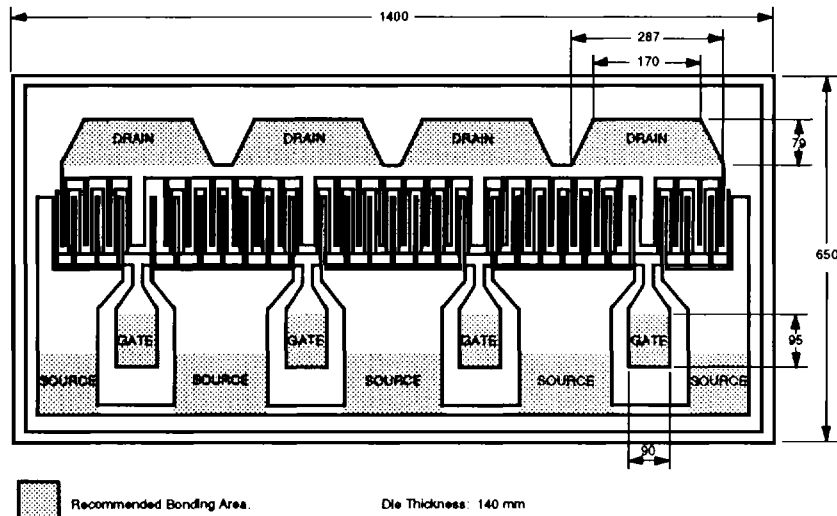 1400
287
170
DRAIN DRAIN DRAIN DRAIN
79
650
GATE GATE GATE GATE
95
SOURCE SOURCE SOURCE SOURCE SOURCE
90
Recommended Bonding Area. Die Thickness: 140 mm